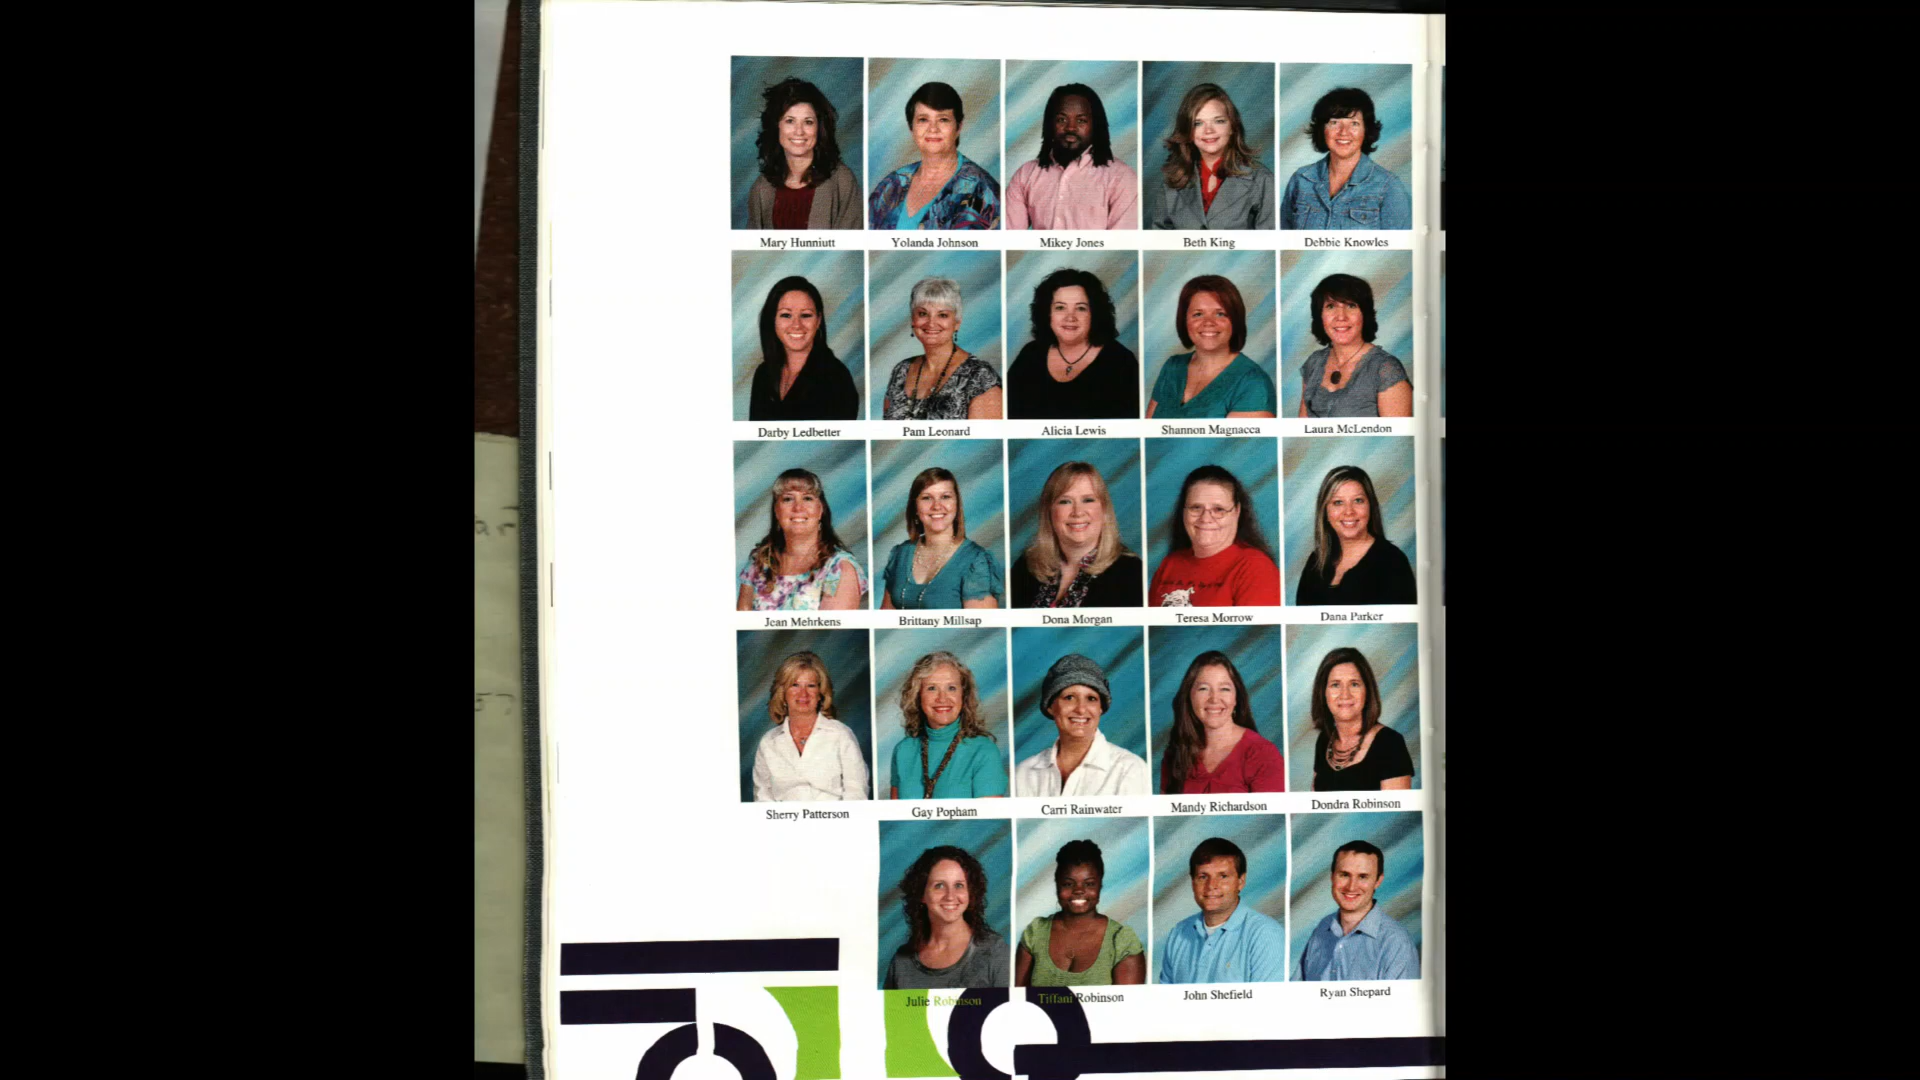 Mary Hunniutt
Yolanda Johnson
Mikey Jones
Beth King
Debbie Knowles
Darby Ledbetter
Pam Leonard
Alicia Lewis
Shannon Magnacca
Laura McLendon
Jean Mehrkens
Brittany Millsap
Dona Morgan
Teresa Morrow
Dana Parker
Sherry Patterson
Gay Popham
Carri Rainwater
Mandy Richardson
Dondra Robinson
Julie Robinson
Tiffani Robinson
John Shefield
Ryan Shepard